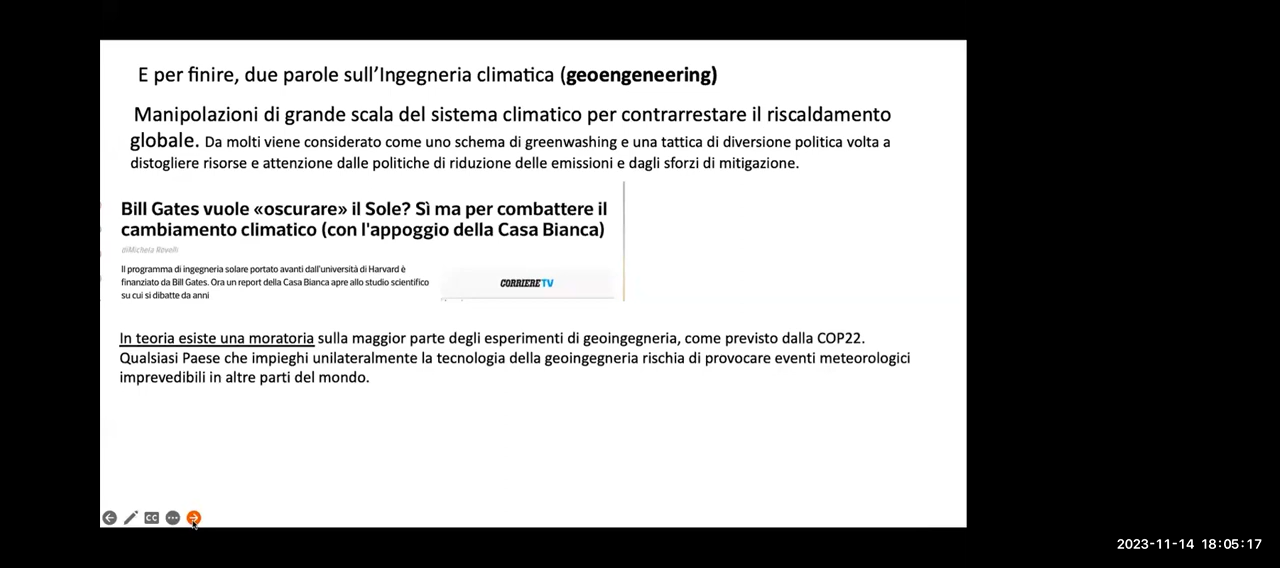 E per finire, due parole sull'Ingegneria climatica (geoengeneering)
Manipolazioni di grande scala del sistema climatico per contrarrestare il riscaldamento
globale. Da molti viene considerato come uno schema di greenwashing e una tattica di diversione politica volta a
distogliere risorse e attenzione dalle politiche di riduzione delle emissioni e dagli sforzi di mitigazione.
Bill Gates vuole «oscurare» il Sole? Sì ma per combattere il
cambiamento climatico (con l'appoggio della Casa Bianca)
diMichela Rovelli
Il programma di ingegneria solare portato avanti dall'università di Harvard è
finanziato da Bill Gates. Ora un report della Casa Bianca apre allo studio scientifico
su cui si dibatte da anni
CORRIERETV
In teoria esiste una moratoria sulla maggior parte degli esperimenti di geoingegneria, come previsto dalla COP22.
Qualsiasi Paese che impieghi unilateralmente la tecnologia della geoingegneria rischia di provocare eventi meteorologici
imprevedibili in altre parti del mondo.
CC
2023-11-14 18:05:17